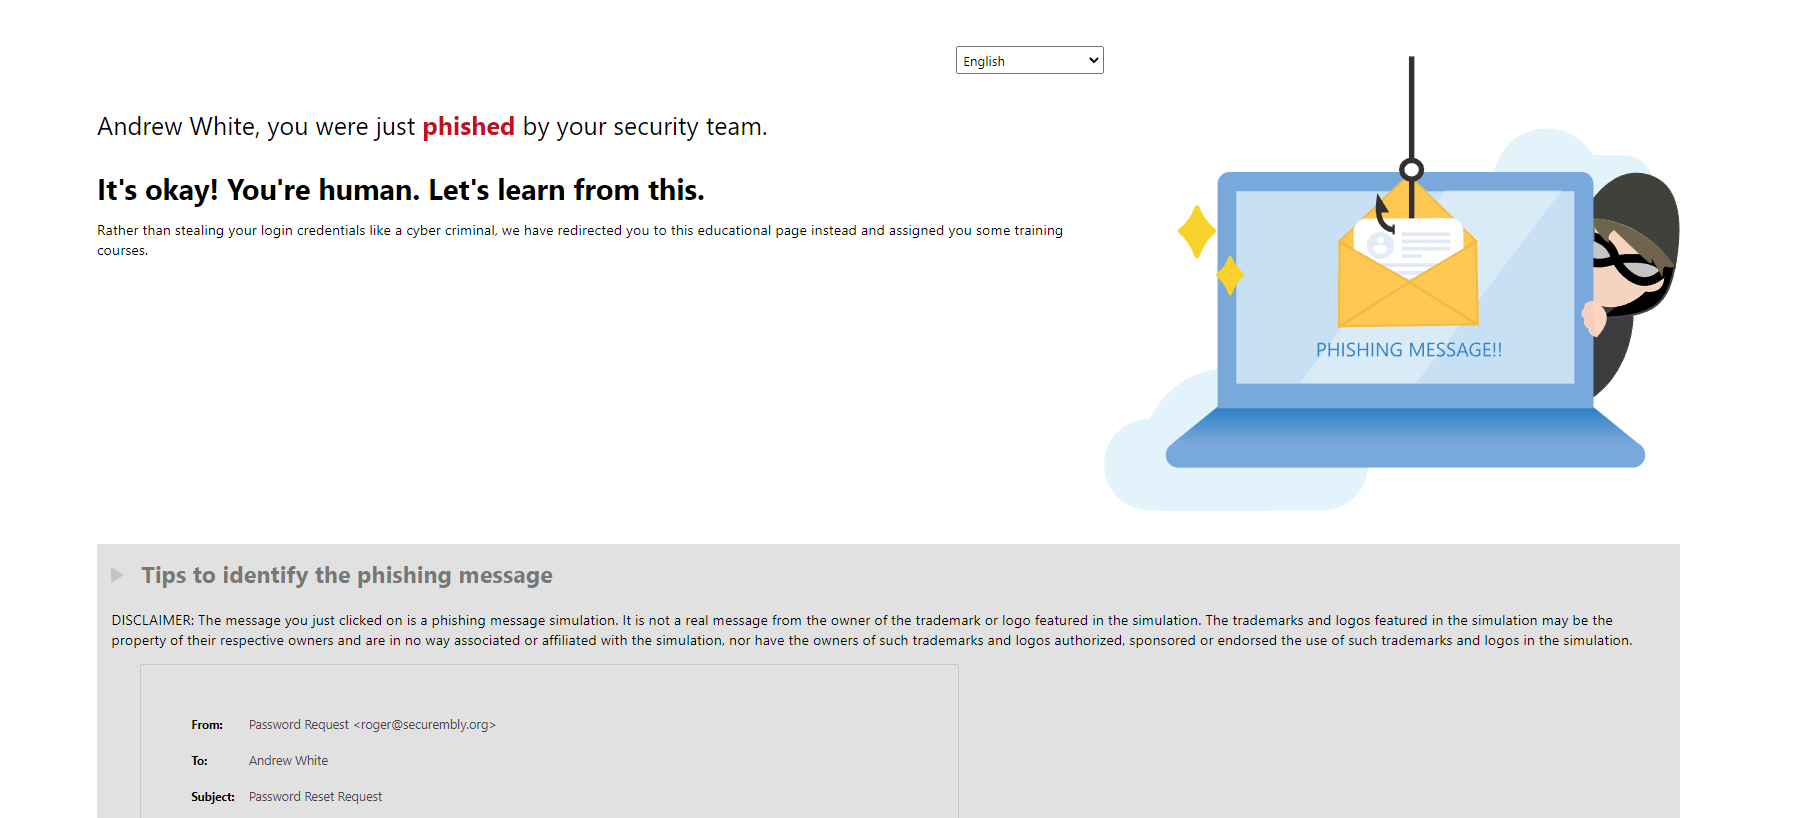 English
Andrew White, you were just phished by your security team.
It's okay! You're human. Let's learn from this.
Rather than stealing your login credentials like a cyber criminal, we have redirected you to this educational page instead and assigned you some training
courses.
PHISHING MESSAGE!!
Tips to identify the phishing message
DISCLAIMER: The message you just clicked on is a phishing message simulation. It is not a real message from the owner of the trademark or logo featured in the simulation. The trademarks and logos featured in the simulation may be the
property of their respective owners and are in no way associated or affiliated with the simulation, nor have the owners of such trademarks and logos authorized, sponsored or endorsed the use of such trademarks and logos in the simulation.
From: Password Request <roger@securembly.org>
To: Andrew White
Subject: Password Reset Request